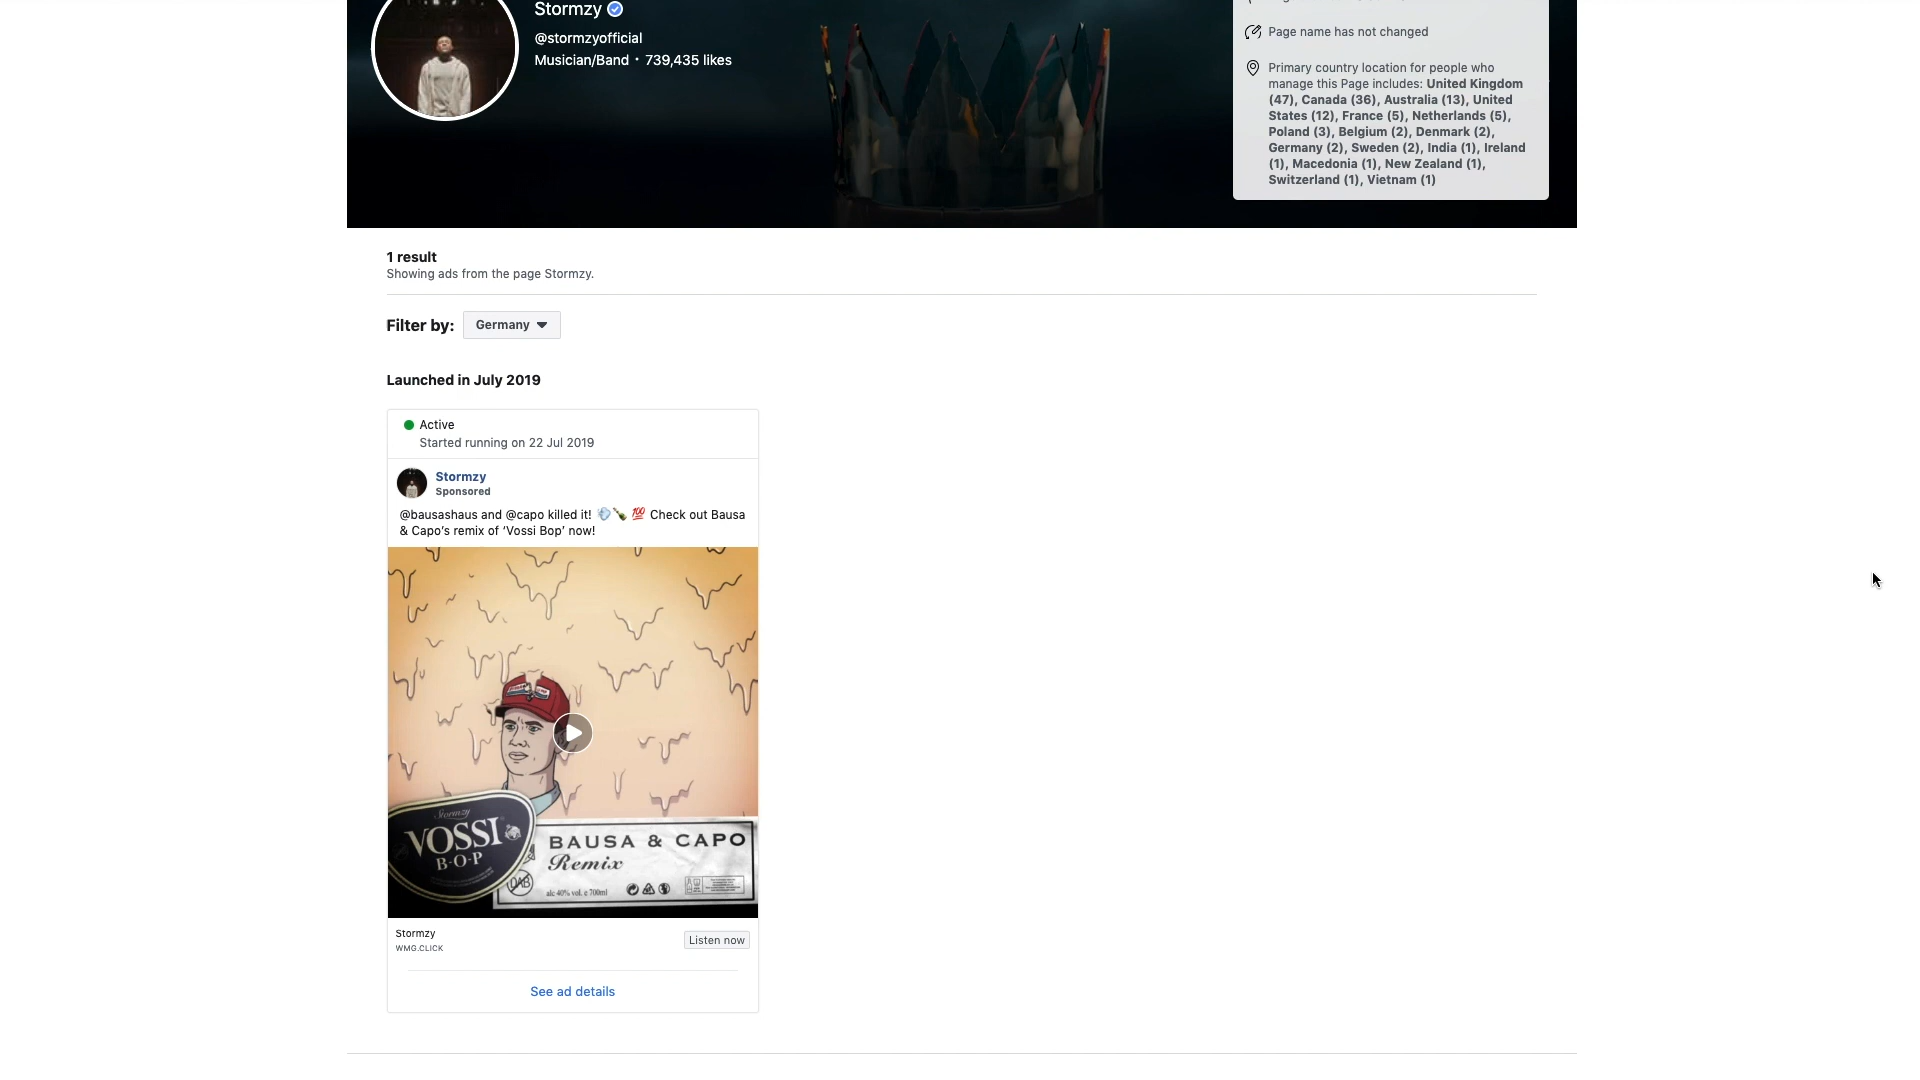 Stormzy
@stormzyofficial
Musician/Band · 739,435 likes
Page name has not changed
Primary country location for people who
manage this Page includes: United Kingdom
(47), Canada (36), Australia (13), United
States (12), France (5), Netherlands (5),
Poland (3), Belgium (2), Denmark (2),
Germany (2), Sweden (2), India (1), Ireland
(1), Macedonia (1), New Zealand (1),
Switzerland (1), Vietnam (1)
1 result
Showing ads from the page Stormzy.
Filter by: Germany
Launched in July 2019
Active
Started running on 22 Jul 2019
Stormzy
Sponsored
@bausashaus and @capo killed it! 💨🍾 💯 Check out Bausa
& Capo’s remix of ‘Vossi Bop’ now!
Stormzy
VOSSI
B·O·P
BAUSA & CAPO
Remix
DAB
alc 40% vol. e 700ml
Stormzy
WMG.CLICK
Listen now
See ad details